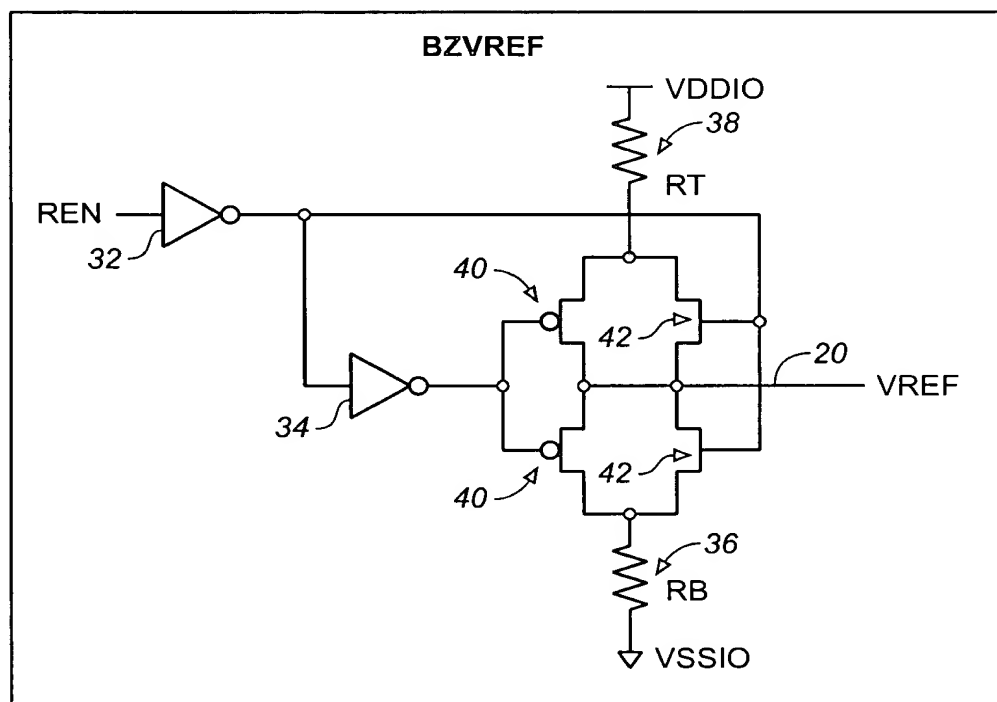 BZVREF
VDDIO
38
RT
REN
32
40
42
20
VREF
34
42
40
36
RB
VSSIO